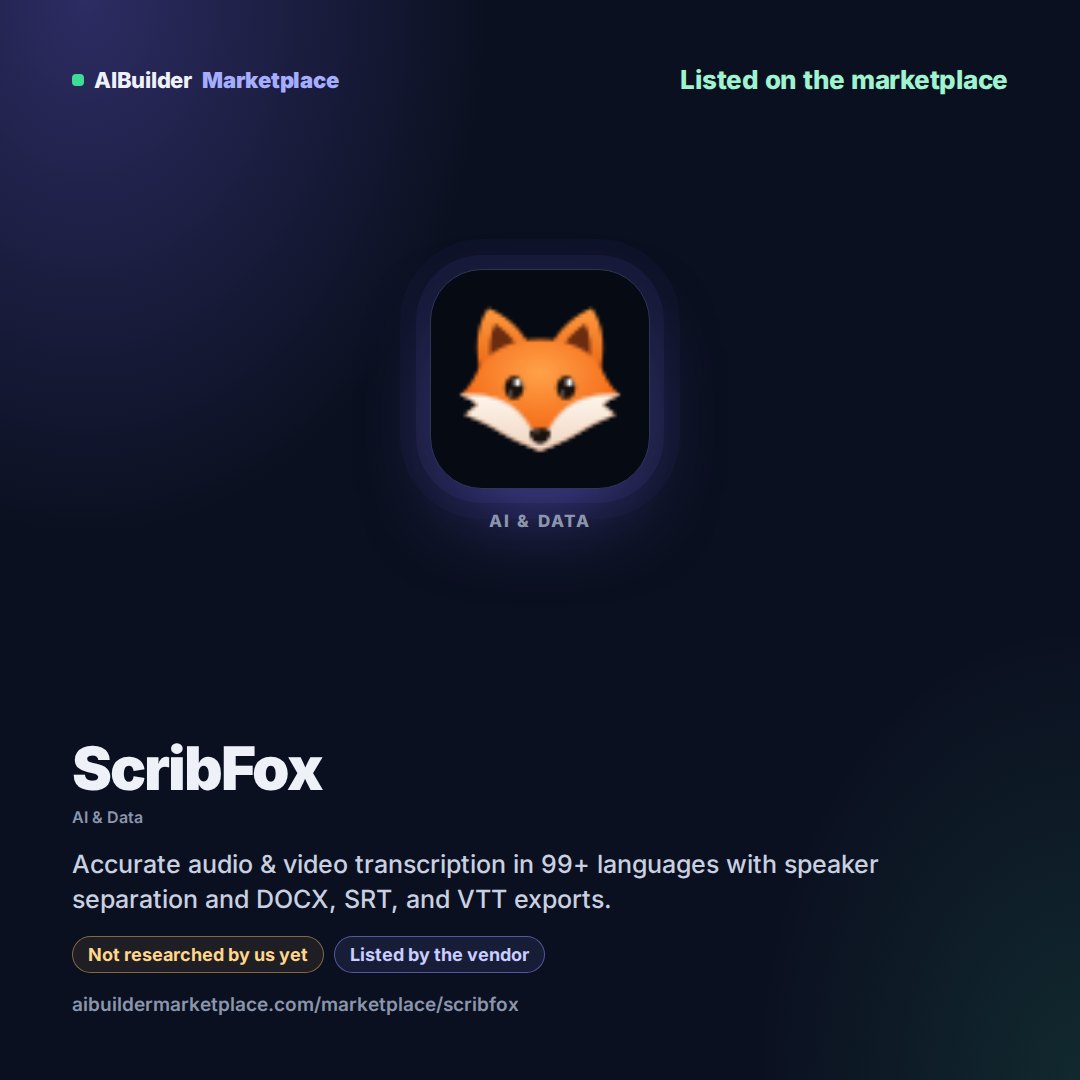 AIBuilder Marketplace
Listed on the marketplace
AI & DATA
ScribFox
AI & Data
Accurate audio & video transcription in 99+ languages with speaker
separation and DOCX, SRT, and VTT exports.
Not researched by us yet
Listed by the vendor
aibuildermarketplace.com/marketplace/scribfox